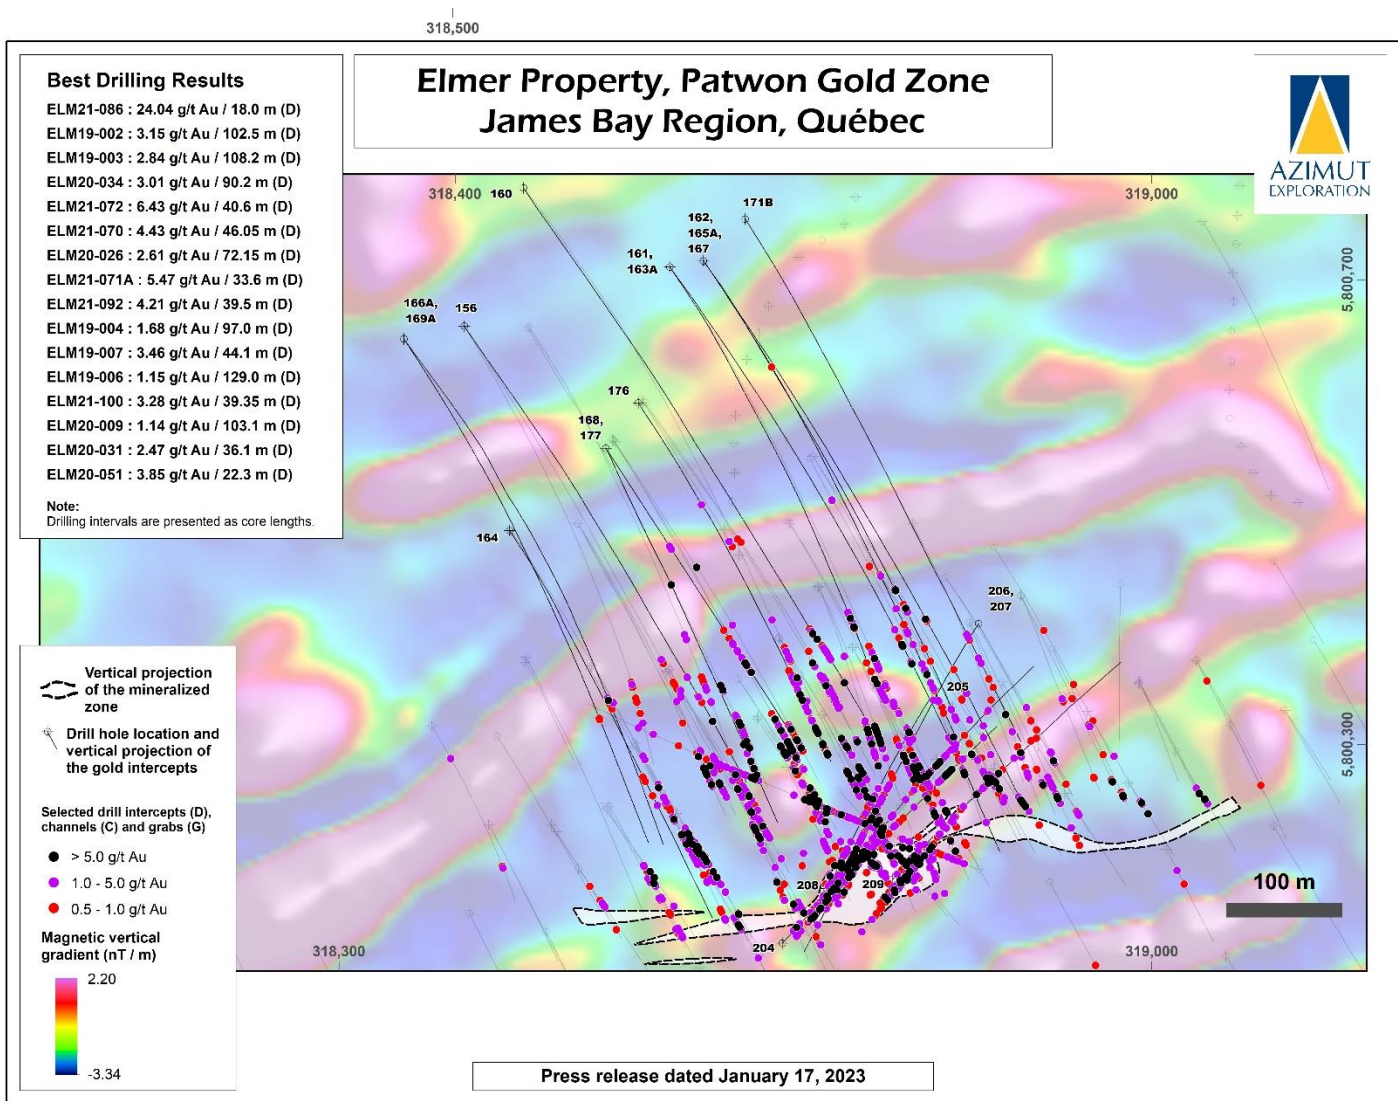 318,500
Best Drilling Results
ELM21-086 : 24.04 g/t Au / 18.0 m (D)
ELM19-002 : 3.15 g/t Au / 102.5 m (D)
ELM19-003 : 2.84 g/t Au / 108.2 m (D)
ELM20-034 : 3.01 g/t Au / 90.2 m (D)
ELM21-072 : 6.43 g/t Au / 40.6 m (D)
ELM21-070 : 4.43 g/t Au / 46.05 m (D)
ELM20-026 : 2.61 g/t Au / 72.15 m (D)
ELM21-071A : 5.47 g/t Au / 33.6 m (D)
ELM21-092 : 4.21 g/t Au / 39.5 m (D)
ELM19-004 : 1.68 g/t Au / 97.0 m (D)
ELM19-007 : 3.46 g/t Au / 44.1 m (D)
ELM19-006 : 1.15 g/t Au / 129.0 m (D)
ELM21-100 : 3.28 g/t Au / 39.35 m (D)
ELM20-009 : 1.14 g/t Au / 103.1 m (D)
ELM20-031 : 2.47 g/t Au / 36.1 m (D)
ELM20-051 : 3.85 g/t Au / 22.3 m (D)
Note:
Drilling intervals are presented as core lengths.
Elmer Property, Patwon Gold Zone
James Bay Region, Québec
AZIMUT
EXPLORATION
318,400
319,000
160
171B
162,
165A,
167
161,
163A
5,800,700
166A,
169A
156
176
168,
177
164
206,
207
205
5,800,300
208
209
204
100 m
318,300
319,000
Vertical projection
of the mineralized
zone
Drill hole location and
vertical projection of
the gold intercepts
Selected drill intercepts (D),
channels (C) and grabs (G)
> 5.0 g/t Au
1.0 - 5.0 g/t Au
0.5 - 1.0 g/t Au
Magnetic vertical
gradient (nT / m)
2.20
-3.34
Press release dated January 17, 2023